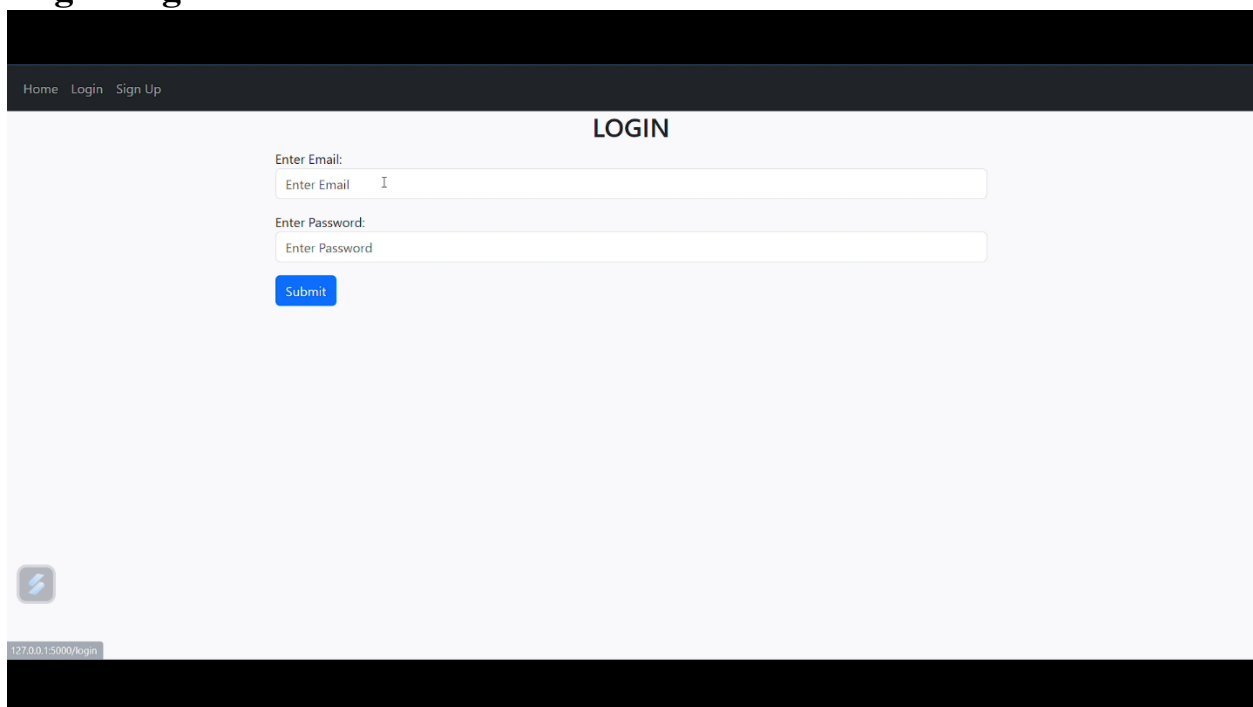 Home Login Sign Up
LOGIN
Enter Email:
Enter Email
Enter Password:
Enter Password
Submit
127.0.0.1:5000/login